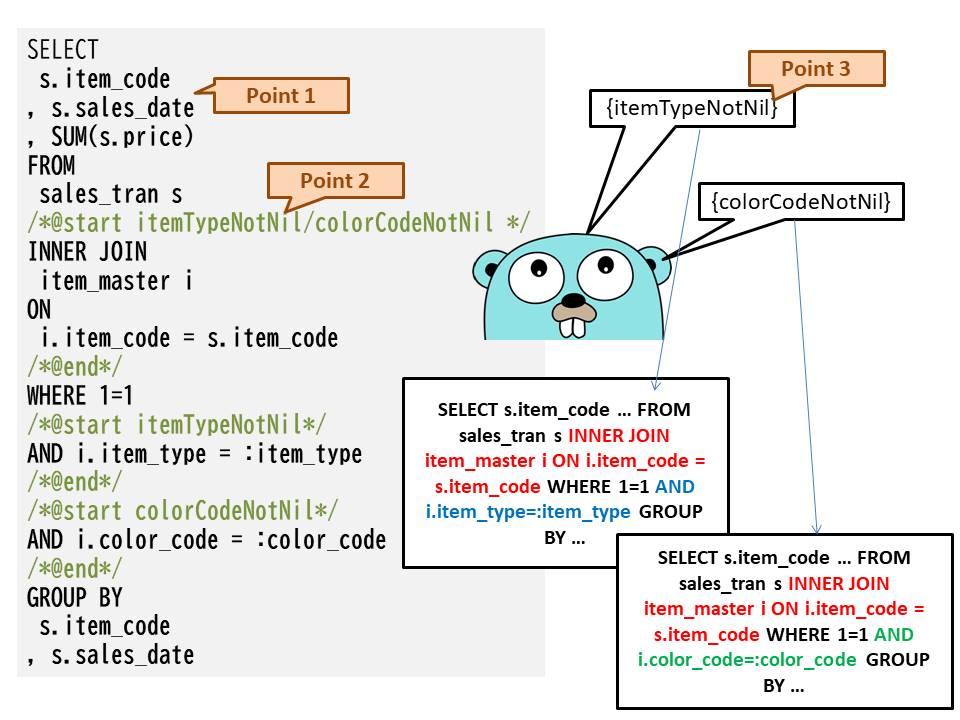 SELECT
s.item_code
, s.sales_date
, SUM(s.price)
FROM
sales_tran s
/*@start itemTypeNotNil/colorCodeNotNil */
INNER JOIN
item_master i
ON
i.item_code = s.item_code
/*@end*/
WHERE 1=1
/*@start itemTypeNotNil*/
AND i.item_type = :item_type
/*@end*/
/*@start colorCodeNotNil*/
AND i.color_code = :color_code
/*@end*/
GROUP BY
s.item_code
, s.sales_date
Point 1
Point 2
Point 3
{itemTypeNotNil}
{colorCodeNotNil}
SELECT s.item_code ... FROM
sales_tran s INNER JOIN
item_master i ON i.item_code =
s.item_code WHERE 1=1 AND
i.item_type=:item_type GROUP
BY ...
SELECT s.item_code ... FROM
sales_tran s INNER JOIN
item_master i ON i.item_code =
s.item_code WHERE 1=1 AND
i.color_code=:color_code GROUP
BY ...